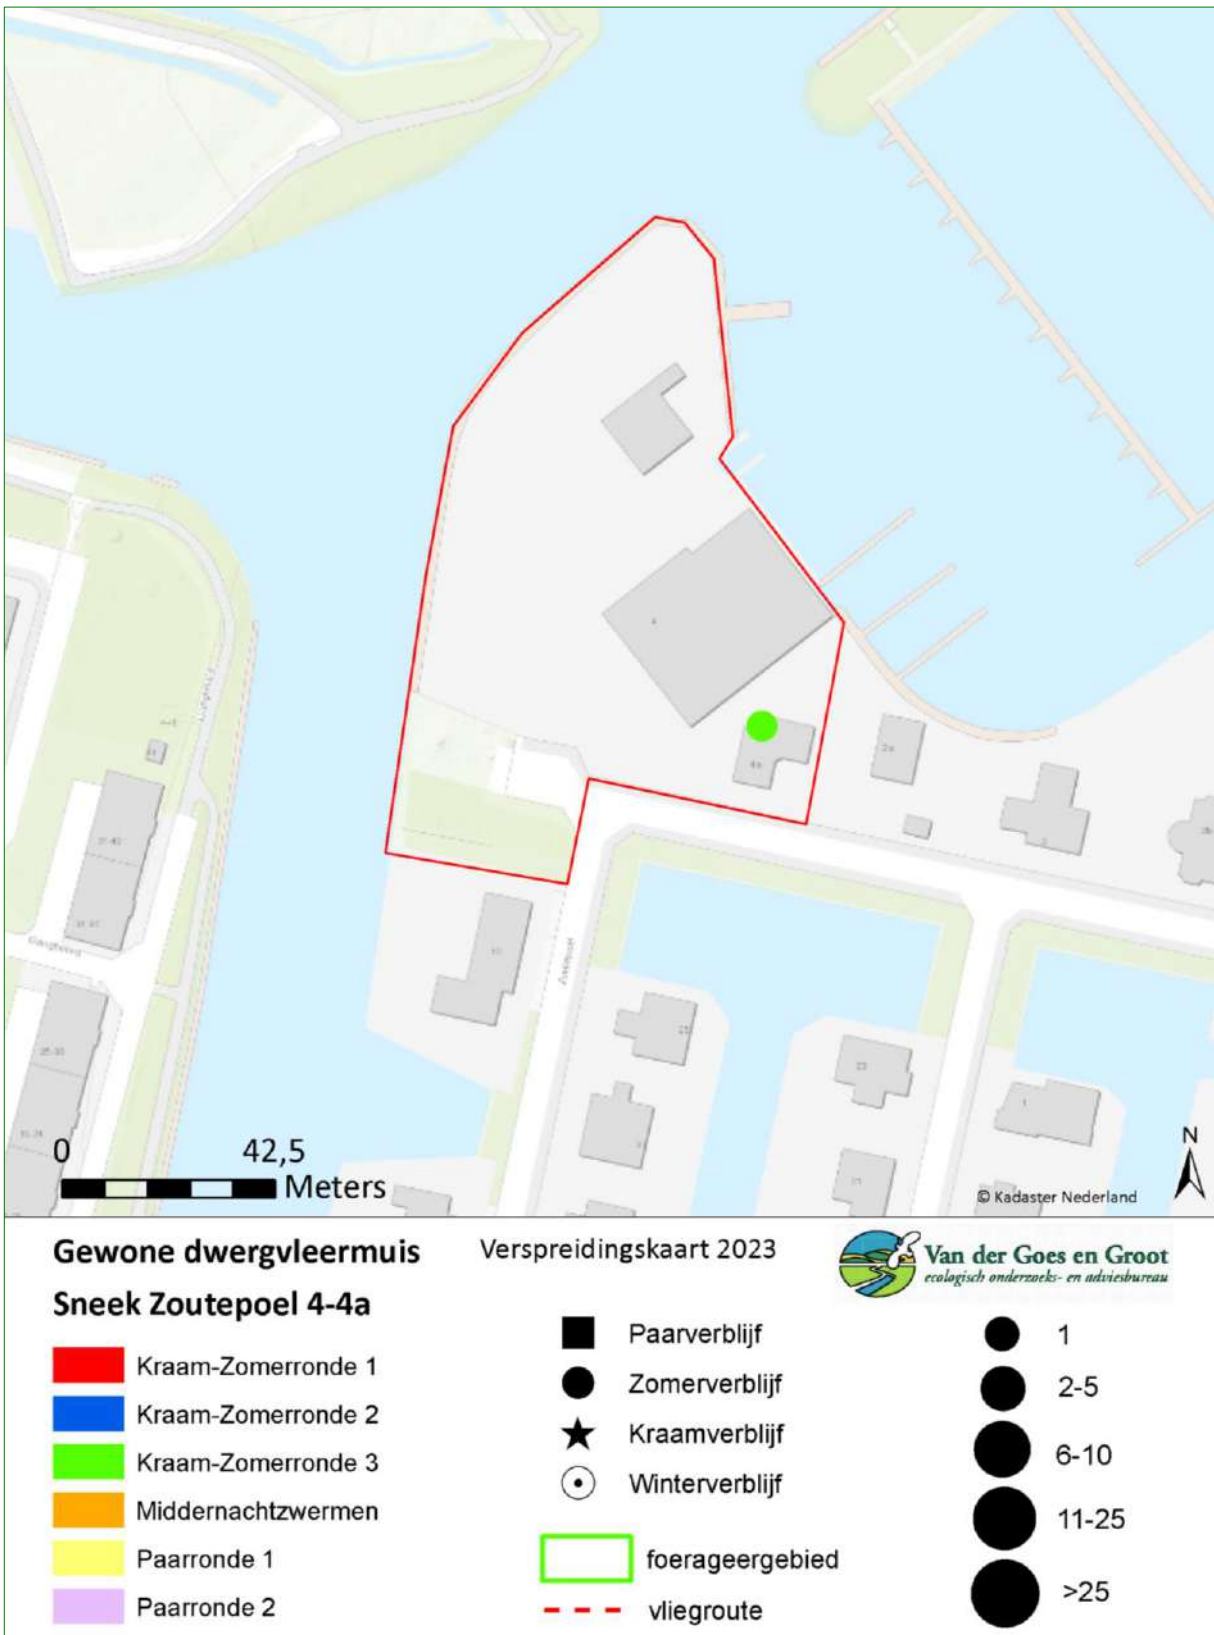 0 42,5
Meters
N
© Kadaster Nederland
Gewone dwergvleermuis
Sneek Zoutepoel 4-4a
Verspreidingskaart 2023
Van der Goes en Groot
ecologisch onderzoeks- en adviesbureau
Kraam-Zomerronde 1
Kraam-Zomerronde 2
Kraam-Zomerronde 3
Middernachtzwermen
Paarronde 1
Paarronde 2
Paarverblijf
Zomerverblijf
Kraamverblijf
Winterverblijf
foerageergebied
vliegroute
1
2-5
6-10
11-25
>25